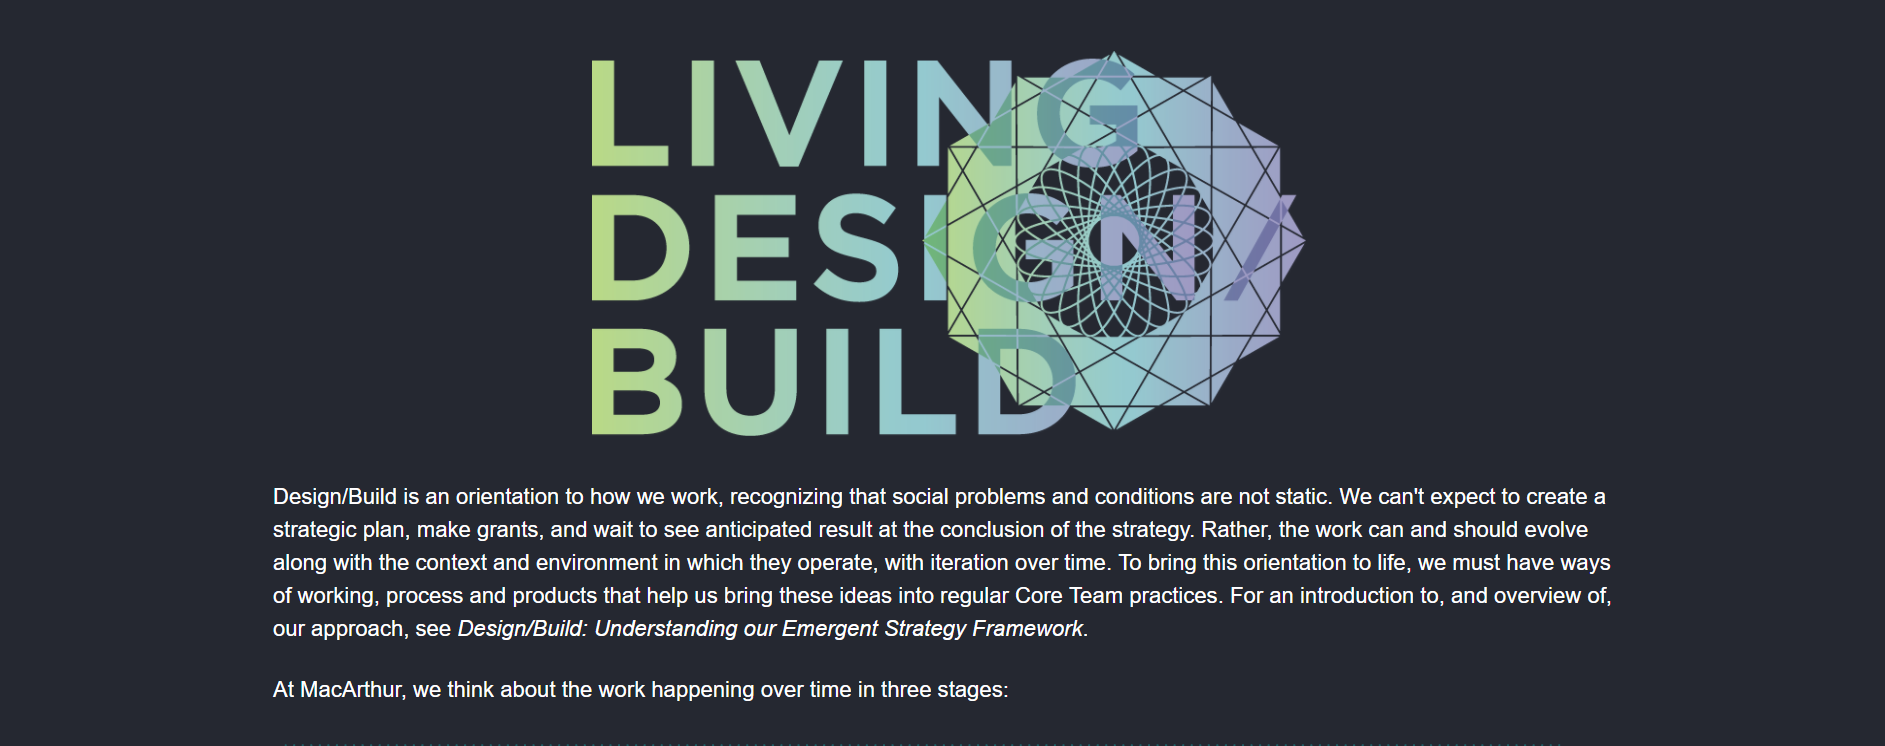 LIVING
DESIGN/
BUILD
Design/Build is an orientation to how we work, recognizing that social problems and conditions are not static. We can't expect to create a
strategic plan, make grants, and wait to see anticipated result at the conclusion of the strategy. Rather, the work can and should evolve
along with the context and environment in which they operate, with iteration over time. To bring this orientation to life, we must have ways
of working, process and products that help us bring these ideas into regular Core Team practices. For an introduction to, and overview of,
our approach, see Design/Build: Understanding our Emergent Strategy Framework.
At MacArthur, we think about the work happening over time in three stages: